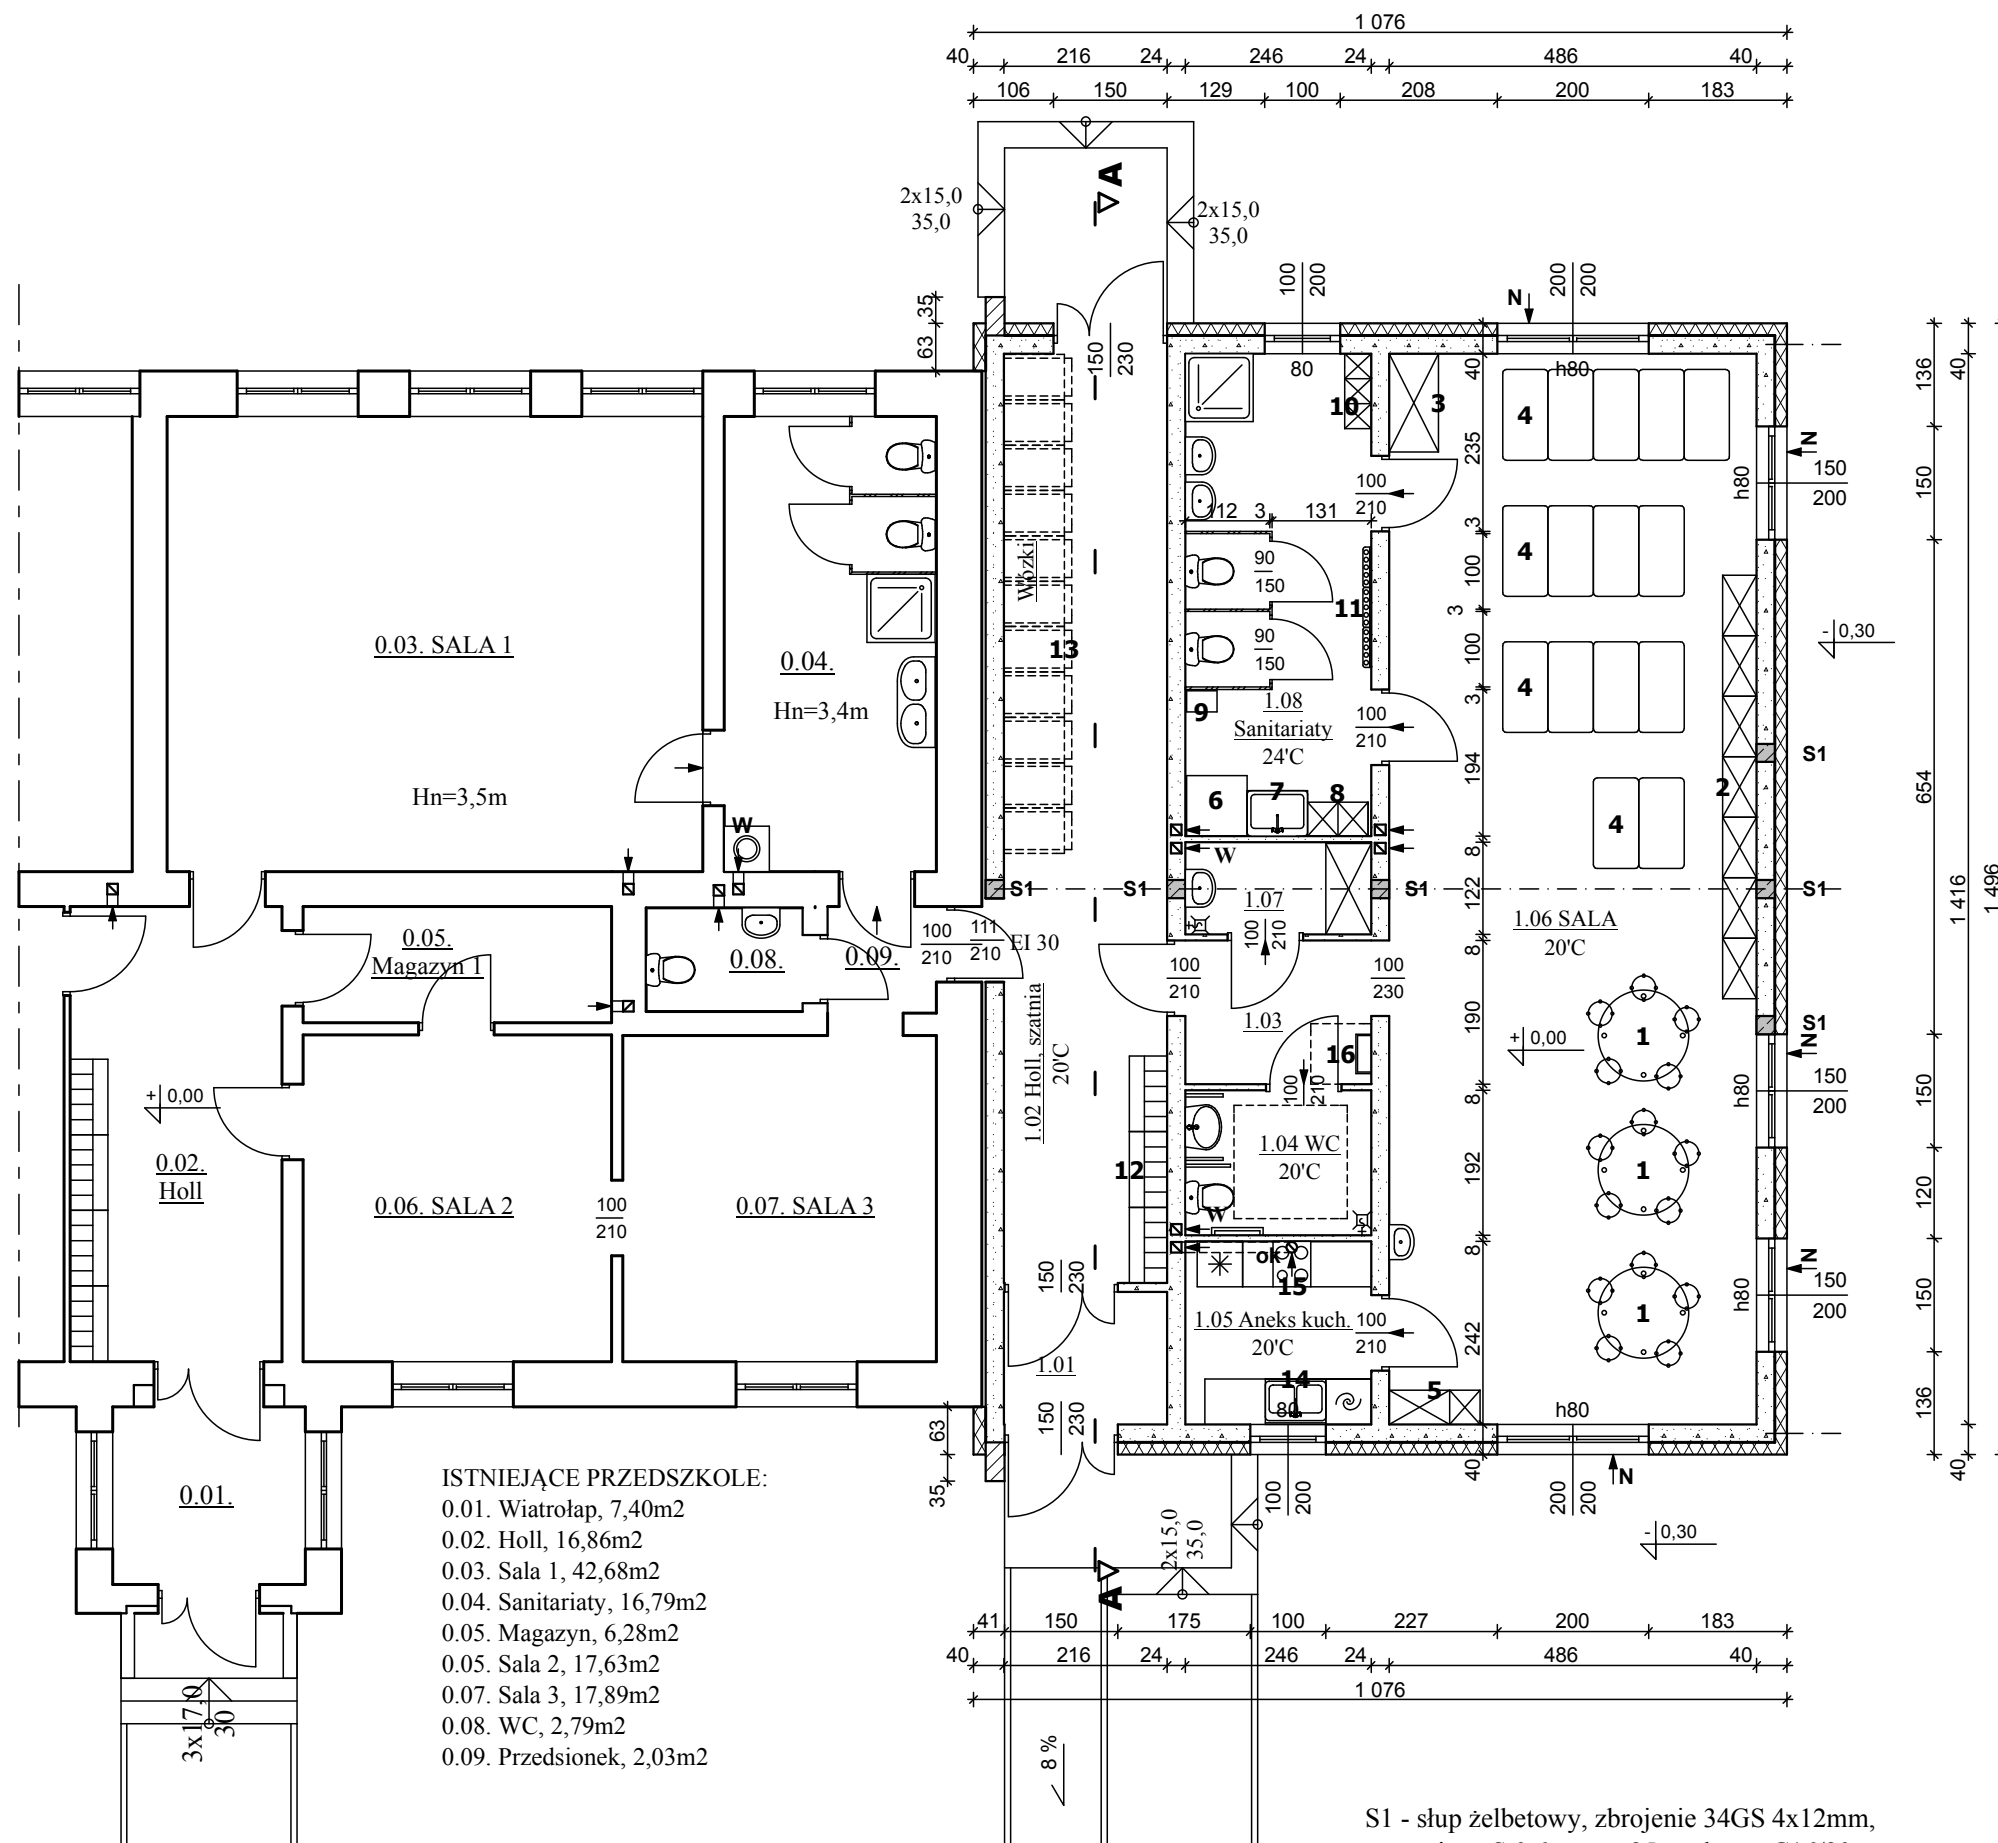 1 076
40 216 24 246 24 486 40
106 150 129 100 208 200 183
A
2x15,0
35,0
2x15,0
35,0
35
63
150
230
100
200
200
200
N
80
h80
40
136
40
10
3
4
N
150
200
h80
235
150
100
210
112 3 131
3
0.03. SALA 1
Hn=3,5m
0.04.
Hn=3,4m
W
Wózki
13
90
150
90
150
11
100
3
100
3
4
4
4
- 0,30
9
1.08
Sanitariaty
24'C
100
210
194
S1
2
654
6
7
8
W
8
S1
S1
S1
S1
122
1 416
1 496
1.07
100
210
1.06 SALA
20'C
0.05.
Magazyn 1
0.08.
0.09.
100
210
111
210
EI 30
100
210
100
230
8
190
1.03
1.02 Holl, szatnia
20'C
16
100
210
+ 0,00
1
S1
N
150
200
h80
150
8
+ 0,00
0.02.
Holl
0.06. SALA 2
100
210
0.07. SALA 3
12
1.04 WC
20'C
192
1
120
W
8
ok
15
N
150
200
h80
150
150
230
1.05 Aneks kuch.
20'C
100
210
242
1
1.01
14
80
5
h80
136
150
230
63
35
40
40
100
200
200
200
N
- 0,30
2x15,0
35,0
A
0.01.
3x17,0
30
ISTNIEJĄCE PRZEDSZKOLE:
0.01. Wiatrołap, 7,40m2
0.02. Holl, 16,86m2
0.03. Sala 1, 42,68m2
0.04. Sanitariaty, 16,79m2
0.05. Magazyn, 6,28m2
0.05. Sala 2, 17,63m2
0.07. Sala 3, 17,89m2
0.08. WC, 2,79m2
0.09. Przedsionek, 2,03m2
41 150 175 100 227 200 183
40 216 24 246 24 486 40
1 076
8 %
S1 - słup żelbetowy, zbrojenie 34GS 4x12mm,